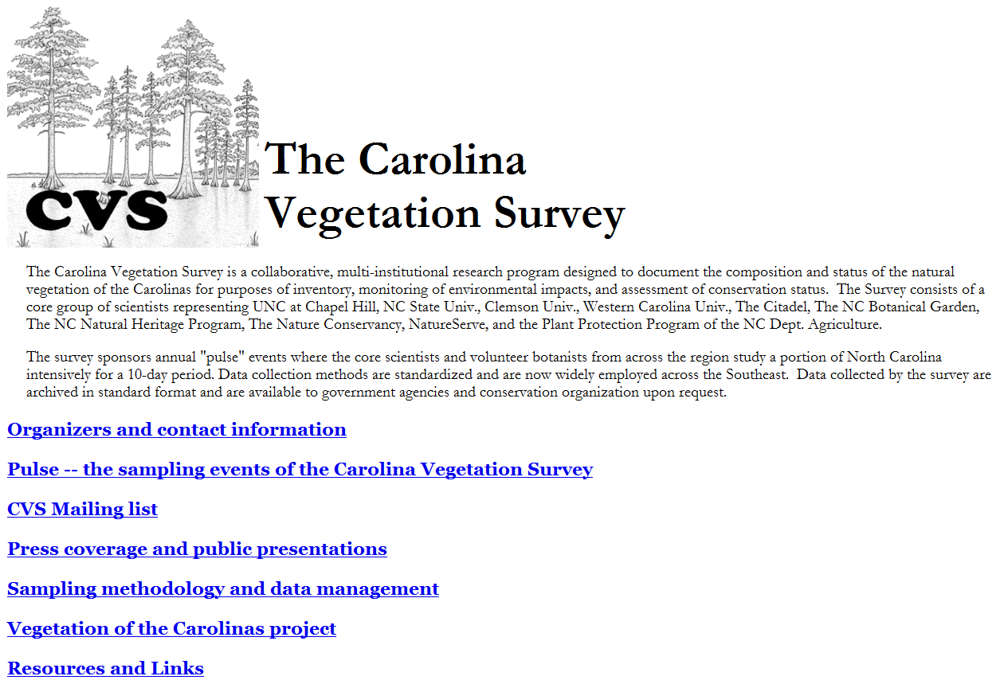 CVS
The Carolina
Vegetation Survey
The Carolina Vegetation Survey is a collaborative, multi-institutional research program designed to document the composition and status of the natural
vegetation of the Carolinas for purposes of inventory, monitoring of environmental impacts, and assessment of conservation status.  The Survey consists of a
core group of scientists representing UNC at Chapel Hill, NC State Univ., Clemson Univ., Western Carolina Univ., The Citadel, The NC Botanical Garden,
The NC Natural Heritage Program, The Nature Conservancy, NatureServe, and the Plant Protection Program of the NC Dept. Agriculture.
The survey sponsors annual "pulse" events where the core scientists and volunteer botanists from across the region study a portion of North Carolina
intensively for a 10-day period. Data collection methods are standardized and are now widely employed across the Southeast.  Data collected by the survey are
archived in standard format and are available to government agencies and conservation organization upon request.
Organizers and contact information
Pulse -- the sampling events of the Carolina Vegetation Survey
CVS Mailing list
Press coverage and public presentations
Sampling methodology and data management
Vegetation of the Carolinas project
Resources and Links